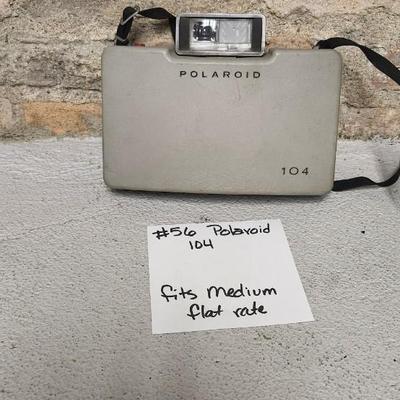 POLAROID
104
#56 Polaroid
104
fits medium
flat rate